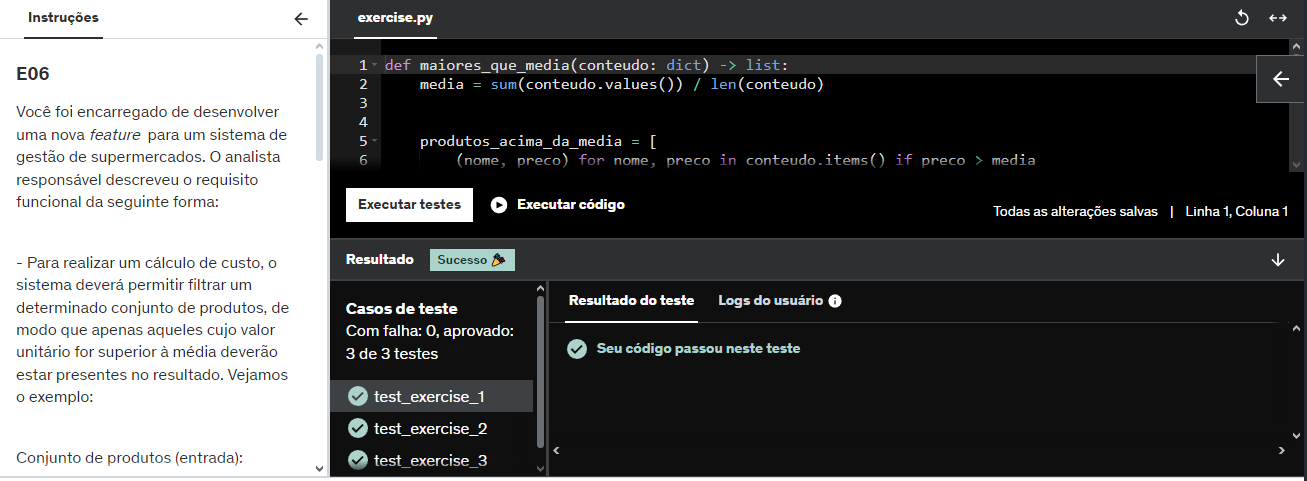 Instruções
E06
Você foi encarregado de desenvolver
uma nova feature para um sistema de
gestão de supermercados. O analista
responsável descreveu o requisito
funcional da seguinte forma:
- Para realizar um cálculo de custo, o
sistema deverá permitir filtrar um
determinado conjunto de produtos, de
modo que apenas aqueles cujo valor
unitário for superior à média deverão
estar presentes no resultado. Vejamos
o exemplo:
Conjunto de produtos (entrada):
exercise.py
1 def maiores_que_media(conteudo: dict) -> list:
2 media = sum(conteudo.values()) / len(conteudo)
3
4
5 produtos_acima_da_media = [
6 (nome, preco) for nome, preco in conteudo.items() if preco > media
Executar testes
Executar código
Todas as alterações salvas | Linha 1, Coluna 1
Resultado
Sucesso
Casos de teste
Com falha: 0, aprovado:
3 de 3 testes
test_exercise_1
test_exercise_2
test_exercise_3
Resultado do teste
Logs do usuário
Seu código passou neste teste